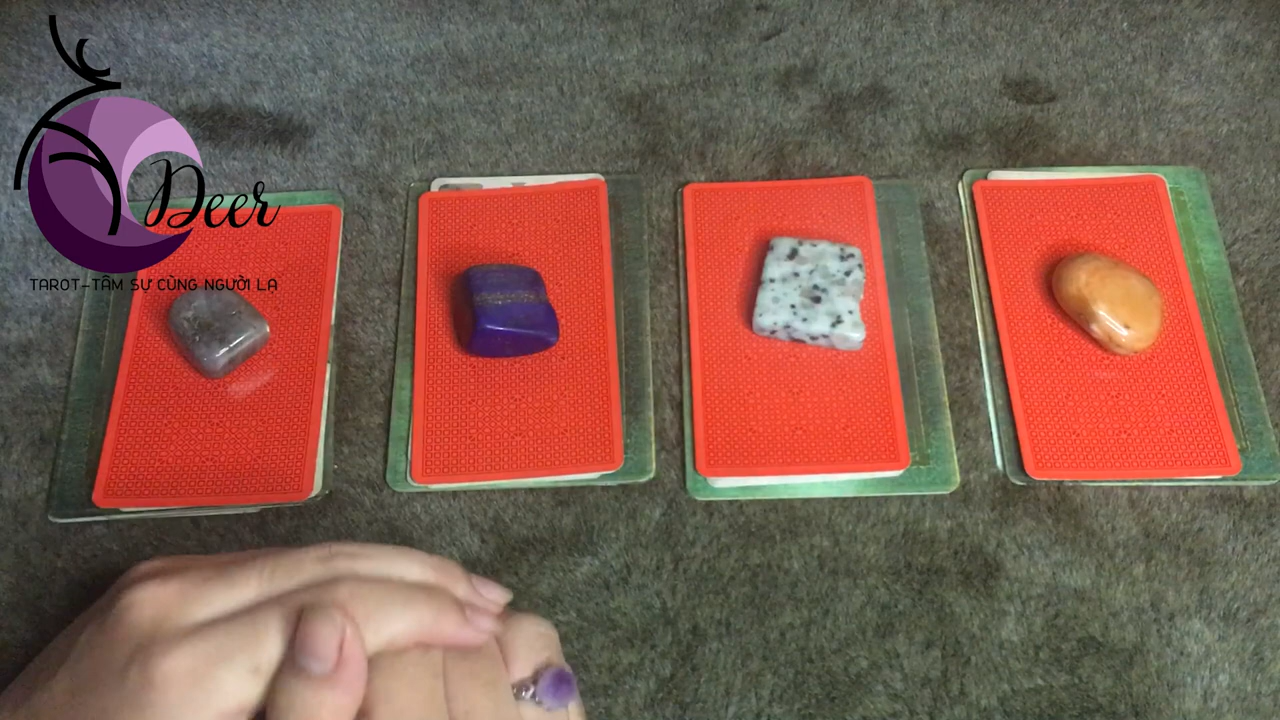 Deer
TAROT-TÂM SỰ CÙNG NGƯỜI LẠ